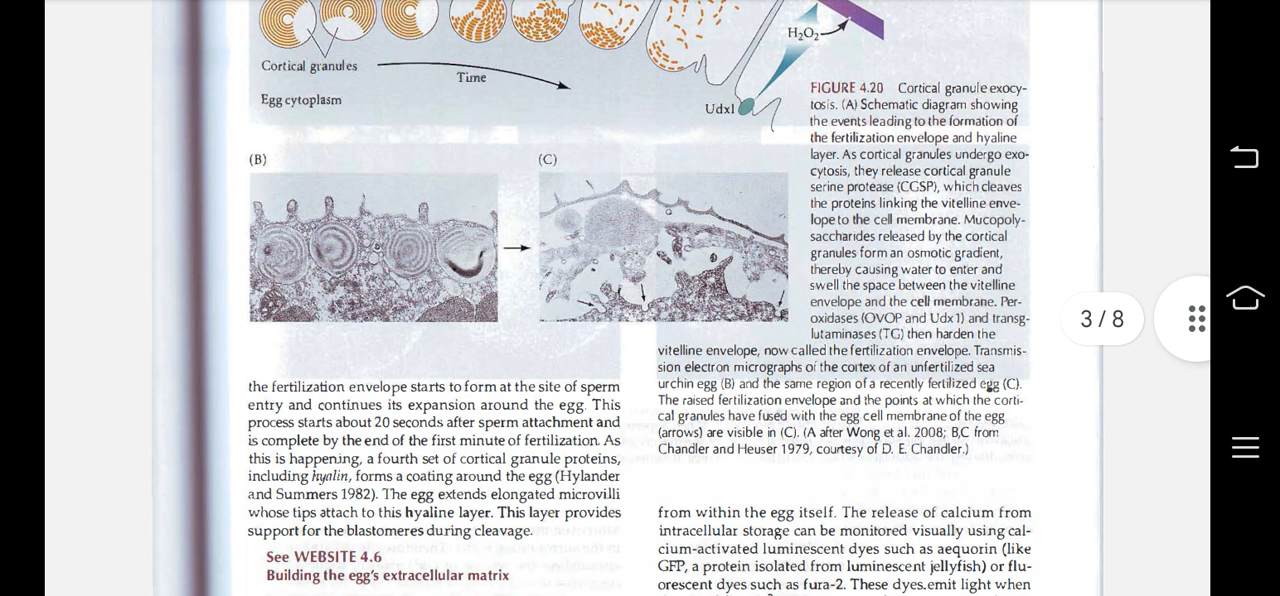 H₂O₂
Cortical granules
Time
Egg cytoplasm
Udx1
FIGURE 4.20 Cortical granule exocy-
tosis. (A) Schematic diagram showing
the events leading to the formation of
the fertilization envelope and hyaline
layer. As cortical granules undergo exo-
cytosis, they release cortical granule
serine protease (CGSP), which cleaves
the proteins linking the vitelline enve-
lope to the cell membrane. Mucopoly-
saccharides released by the cortical
granules form an osmotic gradient,
thereby causing water to enter and
swell the space between the vitelline
envelope and the cell membrane. Per-
oxidases (OVOP and Udx1) and transg-
lutaminases (TG) then harden the
vitelline envelope, now called the fertilization envelope. Transmis-
sion electron micrographs of the cortex of an unfertilized sea
urchin egg (B) and the same region of a recently fertilized egg (C).
The raised fertilization envelope and the points at which the corti-
cal granules have fused with the egg cell membrane of the egg
(arrows) are visible in (C). (A after Wong et al. 2008; B,C from
Chandler and Heuser 1979, courtesy of D. E. Chandler.)
(B)
(C)
3 / 8
the fertilization envelope starts to form at the site of sperm
entry and continues its expansion around the egg. This
process starts about 20 seconds after sperm attachment and
is complete by the end of the first minute of fertilization. As
this is happening, a fourth set of cortical granule proteins,
including hyalin, forms a coating around the egg (Hylander
and Summers 1982). The egg extends elongated microvilli
whose tips attach to this hyaline layer. This layer provides
support for the blastomeres during cleavage.
See WEBSITE 4.6
Building the egg's extracellular matrix
from within the egg itself. The release of calcium from
intracellular storage can be monitored visually using cal-
cium-activated luminescent dyes such as aequorin (like
GFP, a protein isolated from luminescent jellyfish) or flu-
orescent dyes such as fura-2. These dyes emit light when